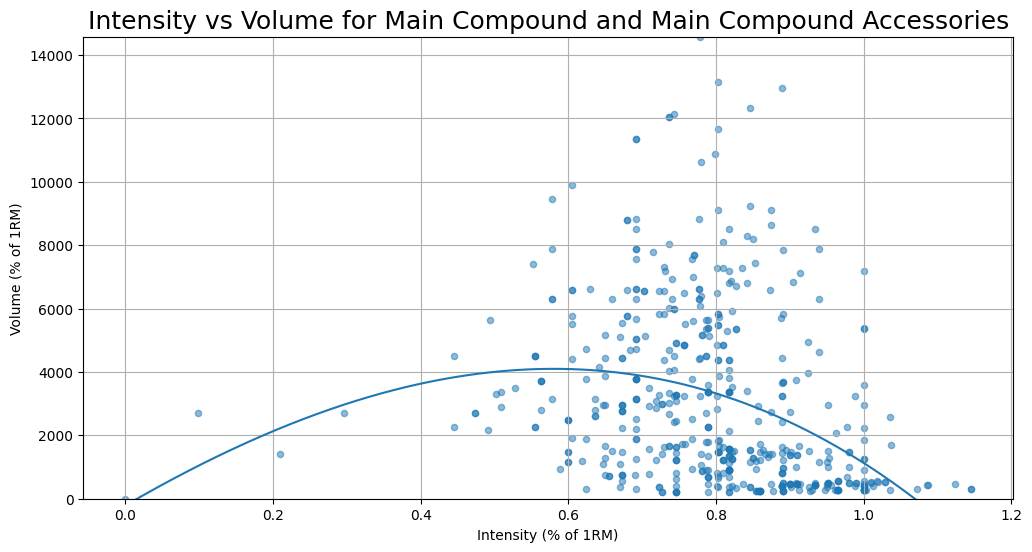 Intensity vs Volume for Main Compound and Main Compound Accessories
14000
12000
10000
8000
6000
4000
2000
0
Volume (% of 1RM)
0.0 0.2 0.4 0.6 0.8 1.0 1.2
Intensity (% of 1RM)